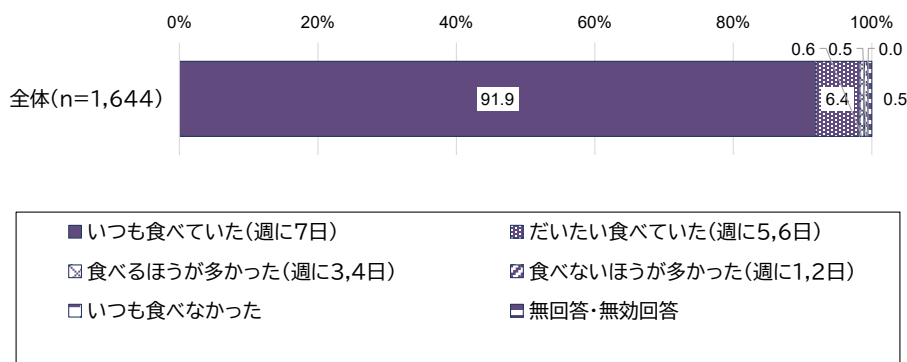 0% 20% 40% 60% 80% 100%
0.6 0.5 0.0
全体(n=1,644) 91.9 6.4 0.5
いつも食べていた(週に7日) だいたい食べていた(週に5,6日)
食べるほうが多かった(週に3,4日) 食べないほうが多かった(週に1,2日)
いつも食べなかった 無回答・無効回答